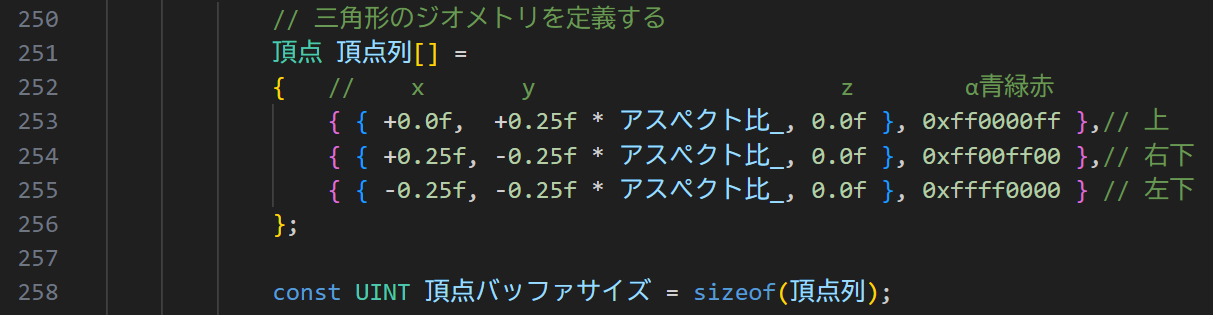 250 // 三角形のジオメトリを定義する
251 頂点 頂点列[] =
252 { // x y z α青緑赤
253 { { +0.0f, +0.25f * アスペクト比_, 0.0f }, 0xff0000ff },// 上
254 { { +0.25f, -0.25f * アスペクト比_, 0.0f }, 0xff00ff00 },// 右下
255 { { -0.25f, -0.25f * アスペクト比_, 0.0f }, 0xffff0000 } // 左下
256 };
257
258 const UINT 頂点バッファサイズ = sizeof(頂点列);